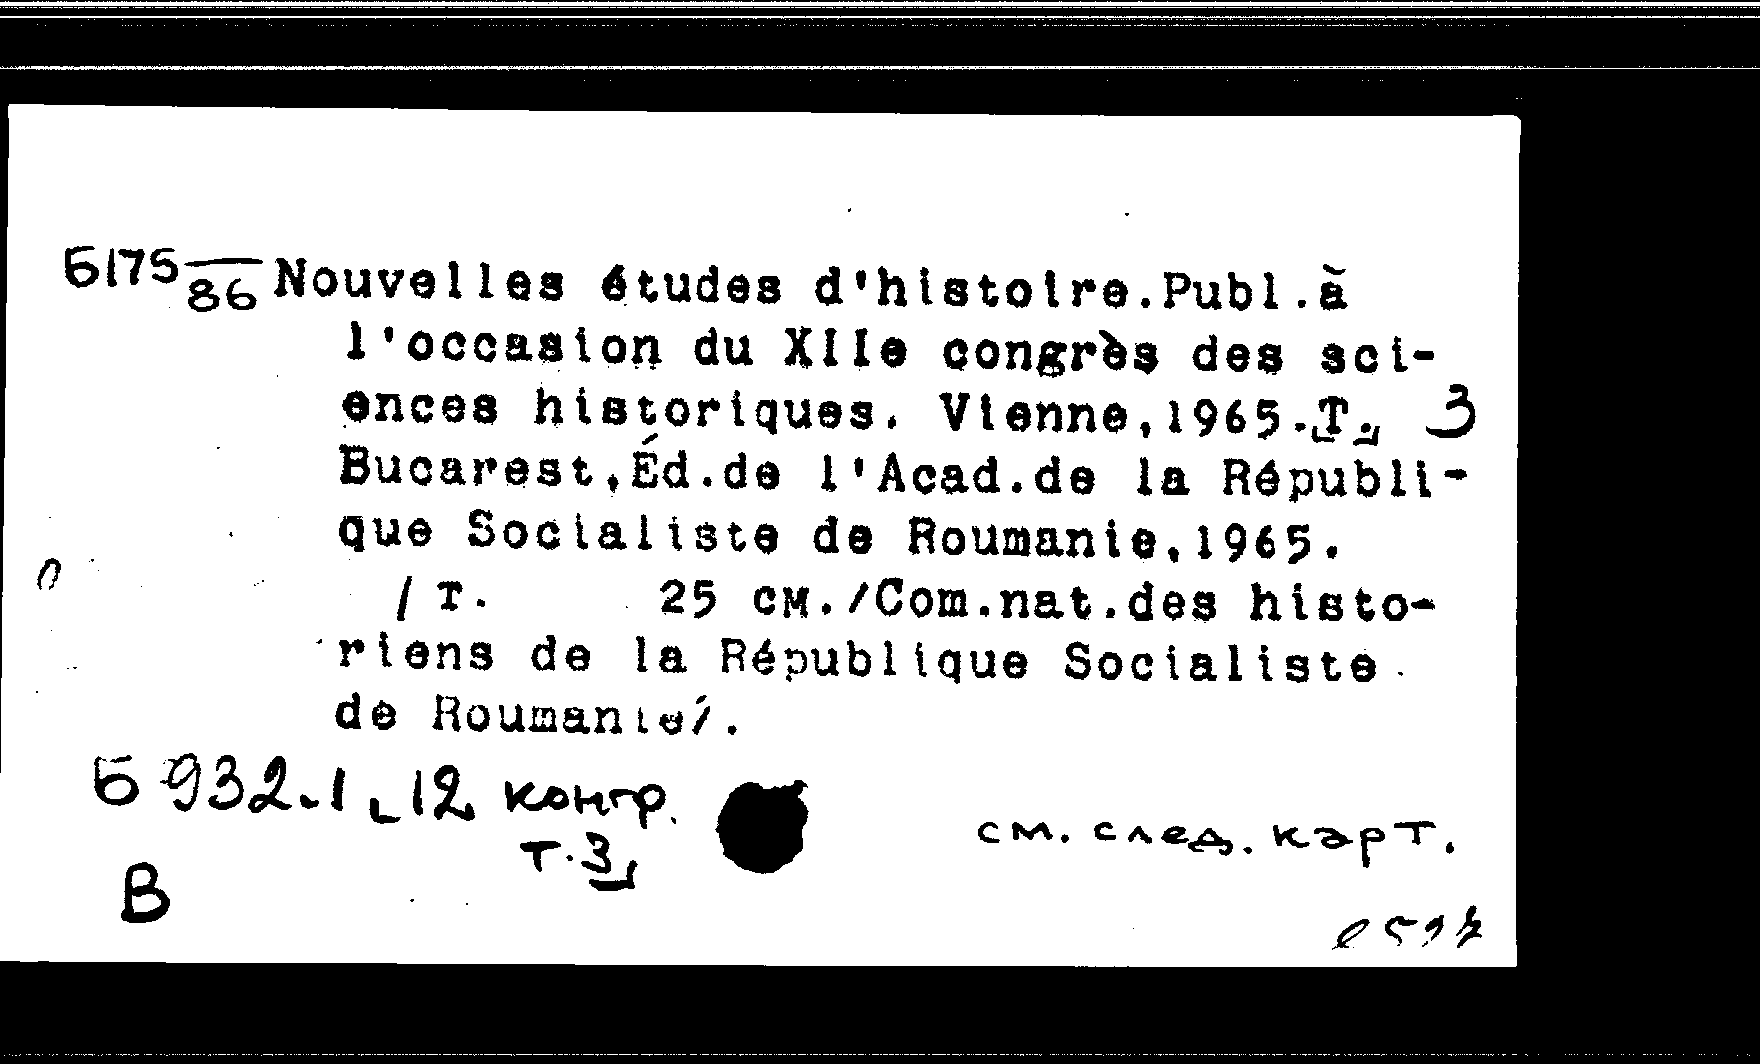 Б175/86 Nouvelles études d'histoire.Publ.à
l'occasion du XIIe congrès des sci-
ences historiques. Vienne,1965.T. 3
Bucarest,Éd.de l'Acad.de la Républi-
que Socialiste de Roumanie,1965.
/ т. 25 см./Com.nat.des histo-
riens de la République Socialiste
de Roumanie/.
Б 932.1 12 контр.
т.3
см. след. карт.
В